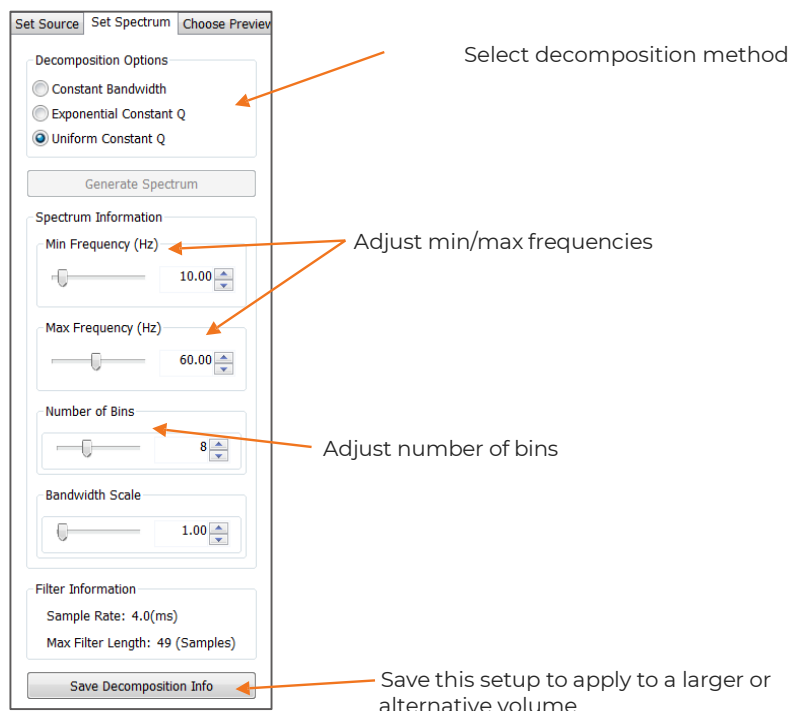 Set Source Set Spectrum Choose Preview
Select decomposition method
Decomposition Options
Constant Bandwidth
Exponential Constant Q
Uniform Constant Q
Generate Spectrum
Spectrum Information
Min Frequency (Hz)
Adjust min/max frequencies
10.00
Max Frequency (Hz)
60.00
Number of Bins
8
Adjust number of bins
Bandwidth Scale
1.00
Filter Information
Sample Rate: 4.0(ms)
Max Filter Length: 49 (Samples)
Save Decomposition Info
Save this setup to apply to a larger or
alternative volume